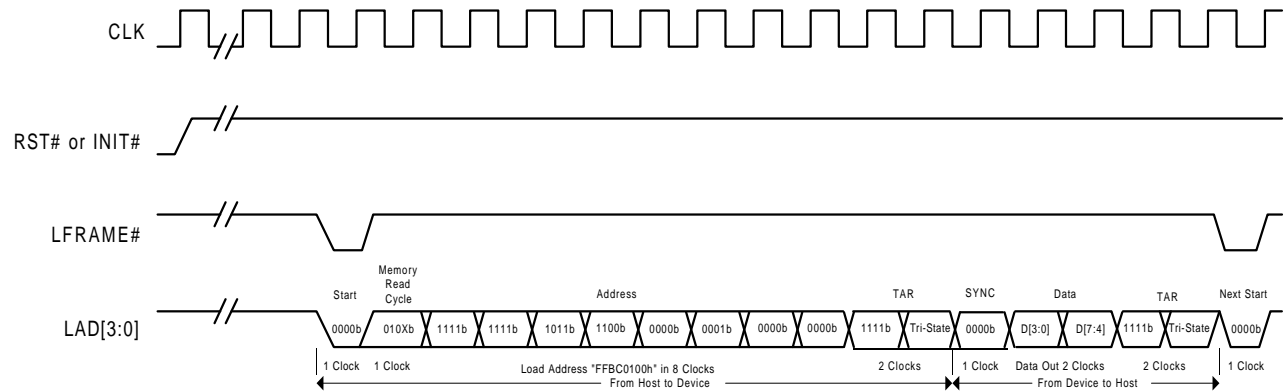 CLK
RST# or INIT#
LFRAME#
Memory
Read
Cycle
Start Address TAR SYNC Data TAR Next Start
LAD[3:0] 0000b 010Xb 1111b 1111b 1011b 1100b 0000b 0001b 0000b 0000b 1111b Tri-State 0000b D[3:0] D[7:4] 1111b Tri-State 0000b
1 Clock 1 Clock Load Address "FFBC0100h" in 8 Clocks 2 Clocks 1 Clock Data Out 2 Clocks 2 Clocks 1 Clock
From Host to Device From Device to Host